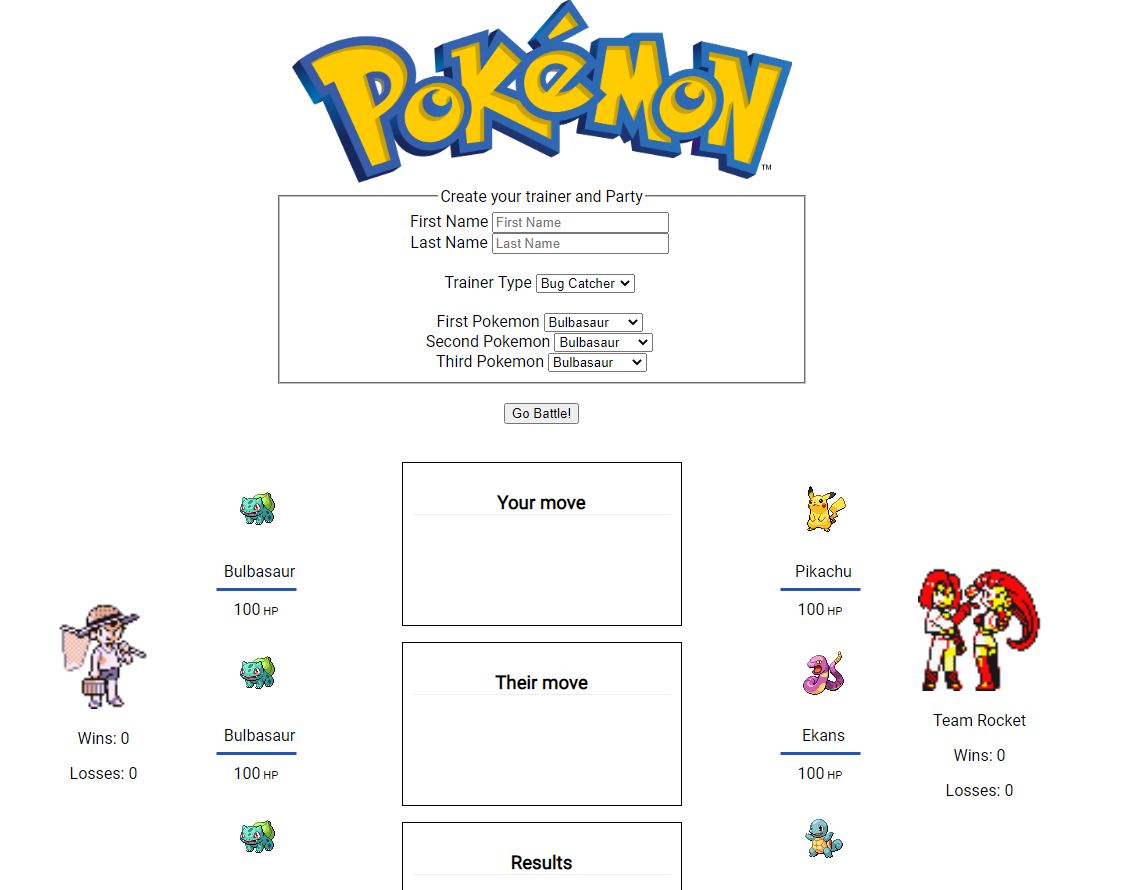 POKéMON
TM
Create your trainer and Party
First Name First Name
Last Name Last Name
Trainer Type Bug Catcher
First Pokemon Bulbasaur
Second Pokemon Bulbasaur
Third Pokemon Bulbasaur
Go Battle!
Bulbasaur
100 HP
Bulbasaur
100 HP
Wins: 0
Losses: 0
Your move
Their move
Results
Pikachu
100 HP
Ekans
100 HP
Team Rocket
Wins: 0
Losses: 0